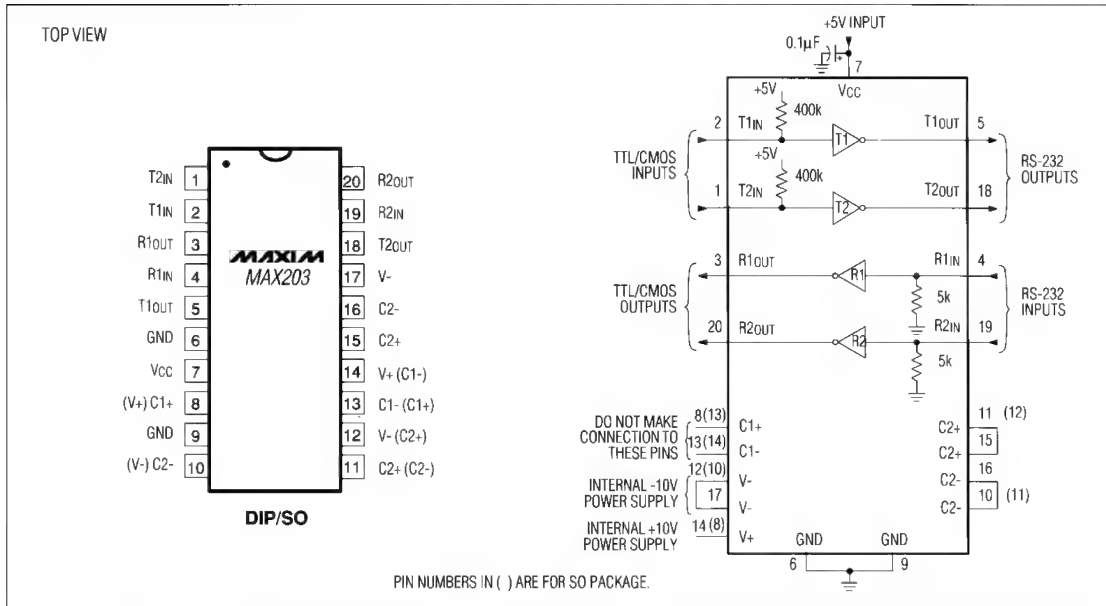 TOP VIEW
T2IN 1
T1IN 2
R1OUT 3
R1IN 4
T1OUT 5
GND 6
VCC 7
(V+) C1+ 8
GND 9
(V-) C2- 10
MAXIM
MAX203
20 R2OUT
19 R2IN
18 T2OUT
17 V-
16 C2-
15 C2+
14 V+ (C1-)
13 C1- (C1+)
12 V- (C2+)
11 C2+ (C2-)
DIP/SO
+5V INPUT
0.1µF
7
VCC
+5V
400k
2 T1IN T1 T1OUT 5
TTL/CMOS
INPUTS
+5V
400k
RS-232
OUTPUTS
1 T2IN T2 T2OUT 18
3 R1OUT R1 R1IN 4
TTL/CMOS
OUTPUTS
5k
RS-232
INPUTS
20 R2OUT R2 R2IN 19
5k
DO NOT MAKE
CONNECTION TO
THESE PINS
8(13) C1+
13(14) C1-
INTERNAL -10V
POWER SUPPLY
12(10) V-
17 V-
INTERNAL +10V
POWER SUPPLY
14(8) V+
C2+ 11 (12)
C2+ 15
C2- 16
C2- 10 (11)
GND GND
6 9
PIN NUMBERS IN ( ) ARE FOR SO PACKAGE.